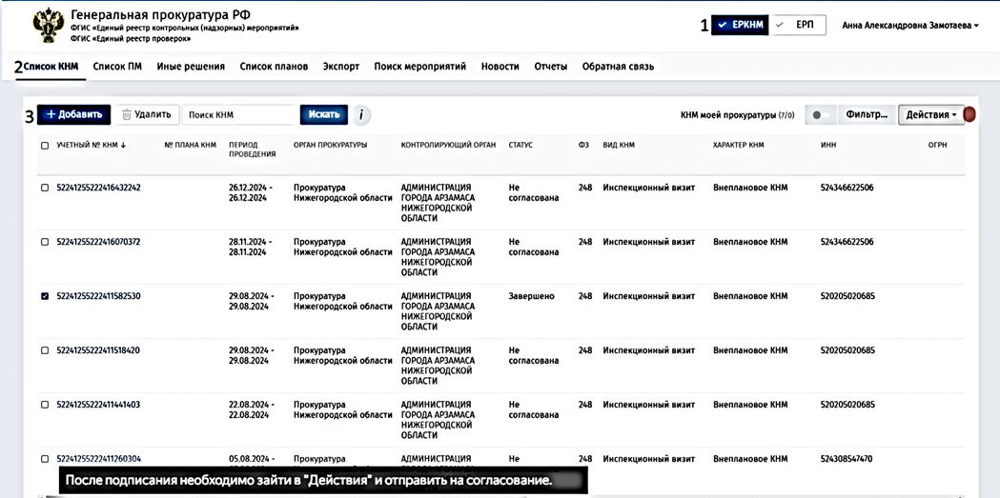 Генеральная прокуратура РФ
ФГИС «Единый реестр контрольных (надзорных) мероприятий»
ФГИС «Единый реестр проверок»
1 ЕРКНМ ЕРП Анна Александровна Замотаева
2 Список КНМ Список ПМ Иные решения Список планов Экспорт Поиск мероприятий Новости Отчеты Обратная связь
3 + Добавить Удалить Поиск КНМ Искать i КНМ моей прокуратуры (7/0) Фильтр... Действия
УЧЕТНЫЙ № КНМ ↓ № ПЛАНА КНМ ПЕРИОД ПРОВЕДЕНИЯ ОРГАН ПРОКУРАТУРЫ КОНТРОЛИРУЮЩИЙ ОРГАН СТАТУС ФЗ ВИД КНМ ХАРАКТЕР КНМ ИНН ОГРН
52241255222416432242 26.12.2024 - Прокуратура АДМИНИСТРАЦИЯ Не 248 Инспекционный визит Внеплановое КНМ 524346622506
26.12.2024 Нижегородской области ГОРОДА АРЗАМАСА согласована
НИЖЕГОРОДСКОЙ
ОБЛАСТИ
52241255222416070372 28.11.2024 - Прокуратура АДМИНИСТРАЦИЯ Не 248 Инспекционный визит Внеплановое КНМ 524346622506
28.11.2024 Нижегородской области ГОРОДА АРЗАМАСА согласована
НИЖЕГОРОДСКОЙ
ОБЛАСТИ
52241255222411582530 29.08.2024 - Прокуратура АДМИНИСТРАЦИЯ Завершено 248 Инспекционный визит Внеплановое КНМ 520205020685
29.08.2024 Нижегородской области ГОРОДА АРЗАМАСА
НИЖЕГОРОДСКОЙ
ОБЛАСТИ
52241255222411518420 29.08.2024 - Прокуратура АДМИНИСТРАЦИЯ Не 248 Инспекционный визит Внеплановое КНМ 520205020685
29.08.2024 Нижегородской области ГОРОДА АРЗАМАСА согласована
НИЖЕГОРОДСКОЙ
ОБЛАСТИ
52241255222411441403 22.08.2024 - Прокуратура АДМИНИСТРАЦИЯ Не 248 Инспекционный визит Внеплановое КНМ 520205020685
22.08.2024 Нижегородской области ГОРОДА АРЗАМАСА согласована
НИЖЕГОРОДСКОЙ
ОБЛАСТИ
52241255222411260304 05.08.2024 - Прокуратура АДМИНИСТРАЦИЯ Не 248 Инспекционный визит Внеплановое КНМ 524308547470
После подписания необходимо зайти в "Действия" и отправить на согласование.